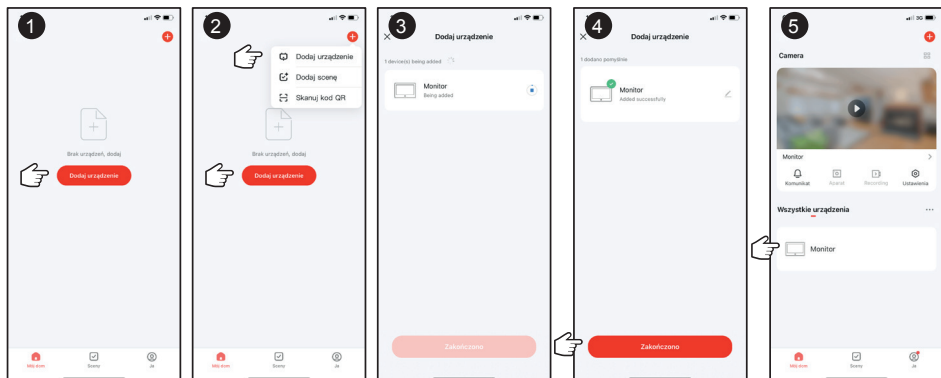 1
Brak urządzeń, dodaj
Dodaj urządzenie
Mój dom
Sceny
Ja
2
Dodaj urządzenie
Dodaj scenę
Skanuj kod QR
Brak urządzeń, dodaj
Dodaj urządzenie
Mój dom
Sceny
Ja
3
Dodaj urządzenie
1 device(s) being added
Monitor
Being added
Zakończono
4
Dodaj urządzenie
1 dodano pomyślnie
Monitor
Added successfully
Zakończono
5
3G
Camera
Monitor
Komunikat
Aparat
Recording
Ustawienia
Wszystkie urządzenia
Monitor
Mój dom
Sceny
Ja